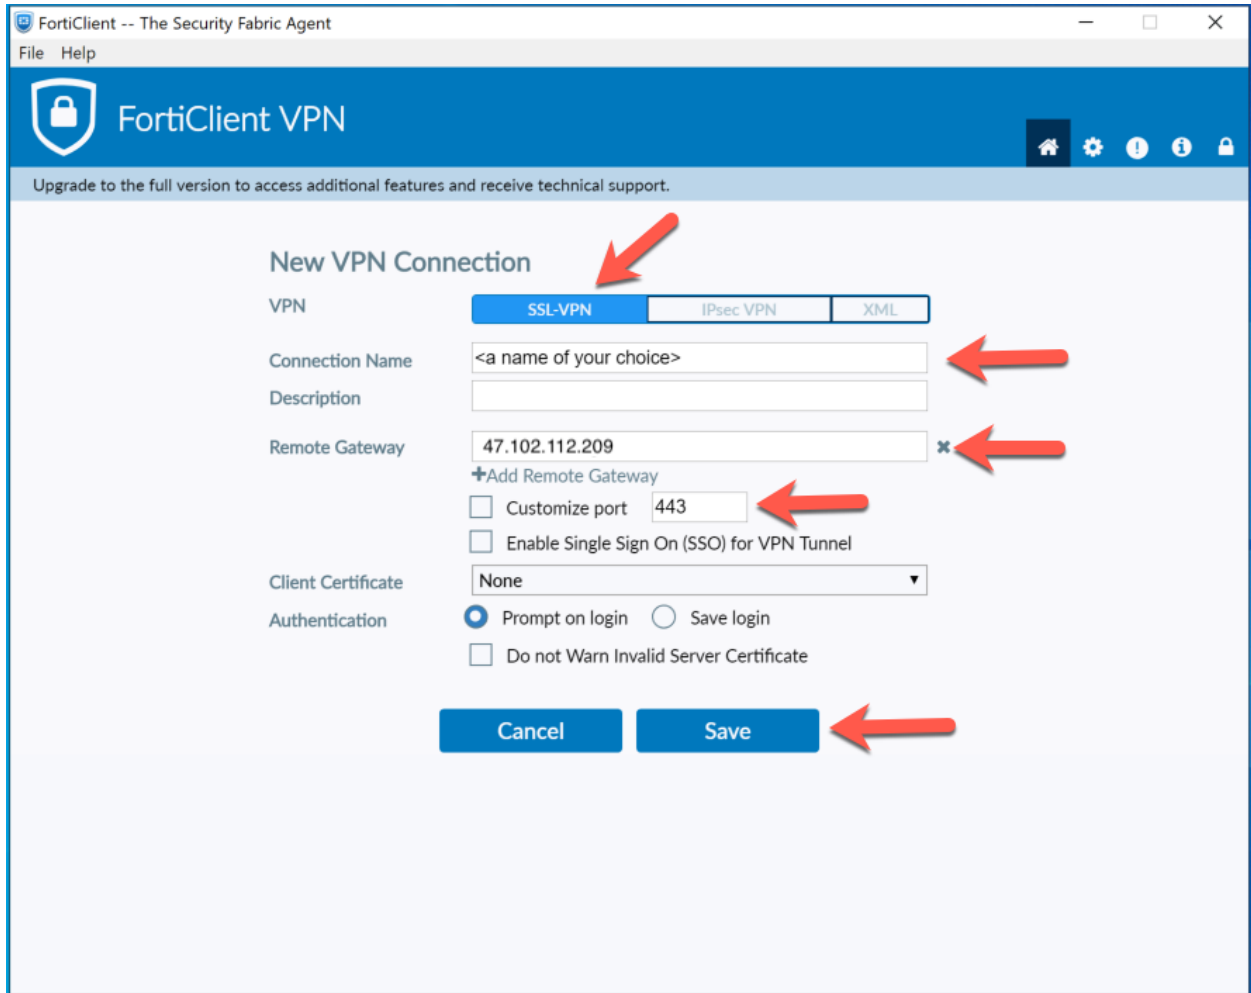 FortiClient -- The Security Fabric Agent
File Help
FortiClient VPN
Upgrade to the full version to access additional features and receive technical support.
New VPN Connection
VPN SSL-VPN IPsec VPN XML
Connection Name <a name of your choice>
Description
Remote Gateway 47.102.112.209
+Add Remote Gateway
Customize port 443
Enable Single Sign On (SSO) for VPN Tunnel
Client Certificate None
Authentication Prompt on login Save login
Do not Warn Invalid Server Certificate
Cancel Save